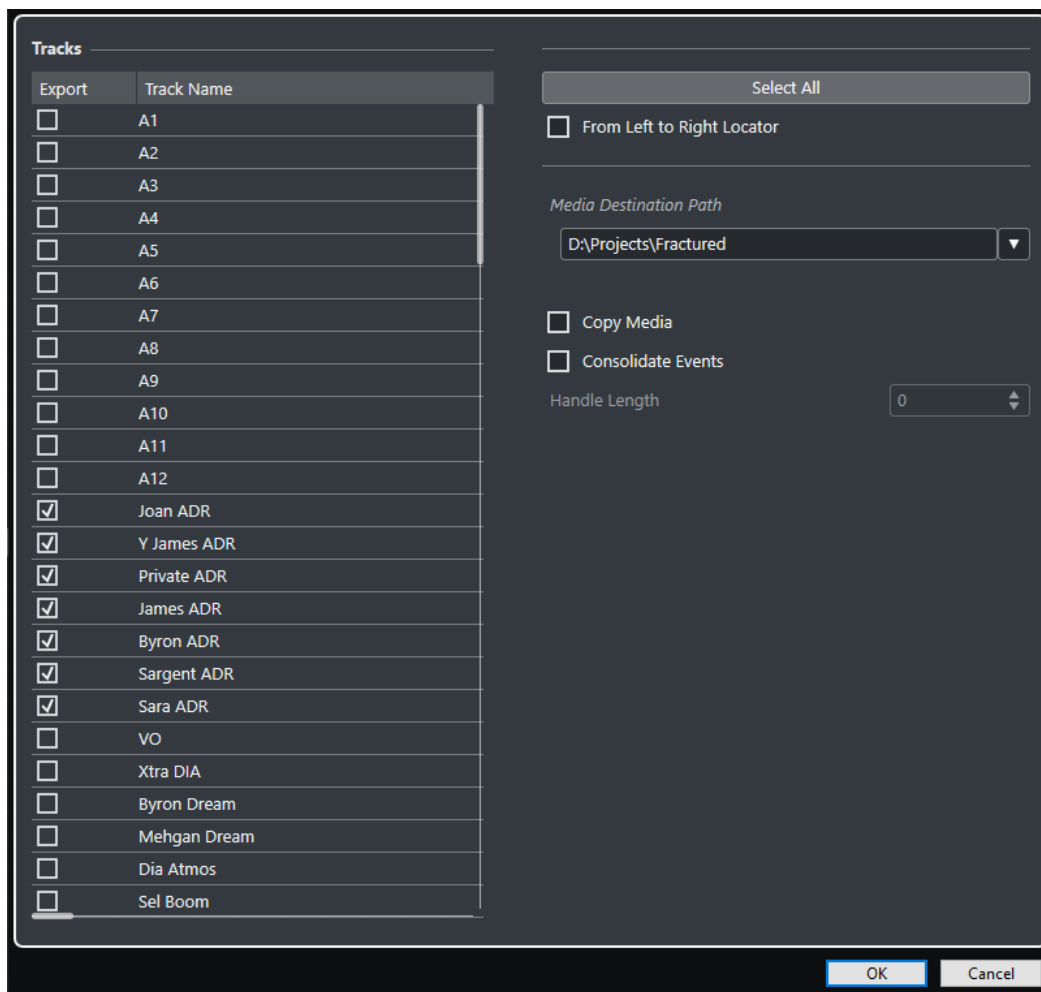 Tracks
Export Track Name
A1
A2
A3
A4
A5
A6
A7
A8
A9
A10
A11
A12
Joan ADR
Y James ADR
Private ADR
James ADR
Byron ADR
Sargent ADR
Sara ADR
VO
Xtra DIA
Byron Dream
Mehgan Dream
Dia Atmos
Sel Boom
Select All
From Left to Right Locator
Media Destination Path
D:\Projects\Fractured
Copy Media
Consolidate Events
Handle Length 0
OK Cancel